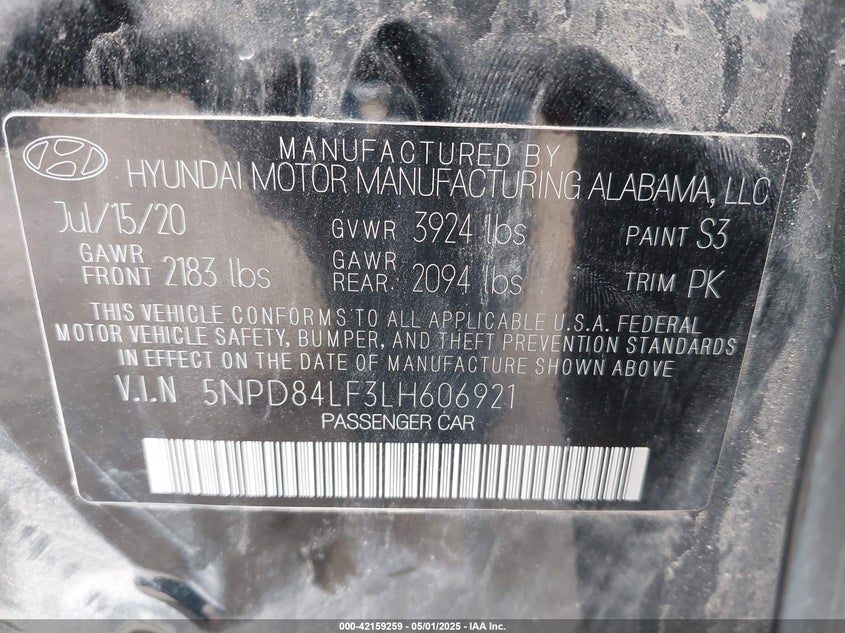 MANUFACTURED BY
HYUNDAI MOTOR MANUFACTURING ALABAMA, LLC
Jul/15/20 GVWR 3924 lbs PAINT S3
GAWR FRONT 2183 lbs GAWR REAR. 2094 lbs TRIM PK
THIS VEHICLE CONFORMS TO ALL APPLICABLE U.S.A. FEDERAL
MOTOR VEHICLE SAFETY, BUMPER, AND THEFT PREVENTION STANDARDS
IN EFFECT ON THE DATE OF MANUFACTURE SHOWN ABOVE
V.I.N 5NPD84LF3LH606921
PASSENGER CAR
000-42159259 - 05/01/2025 - IAA Inc.